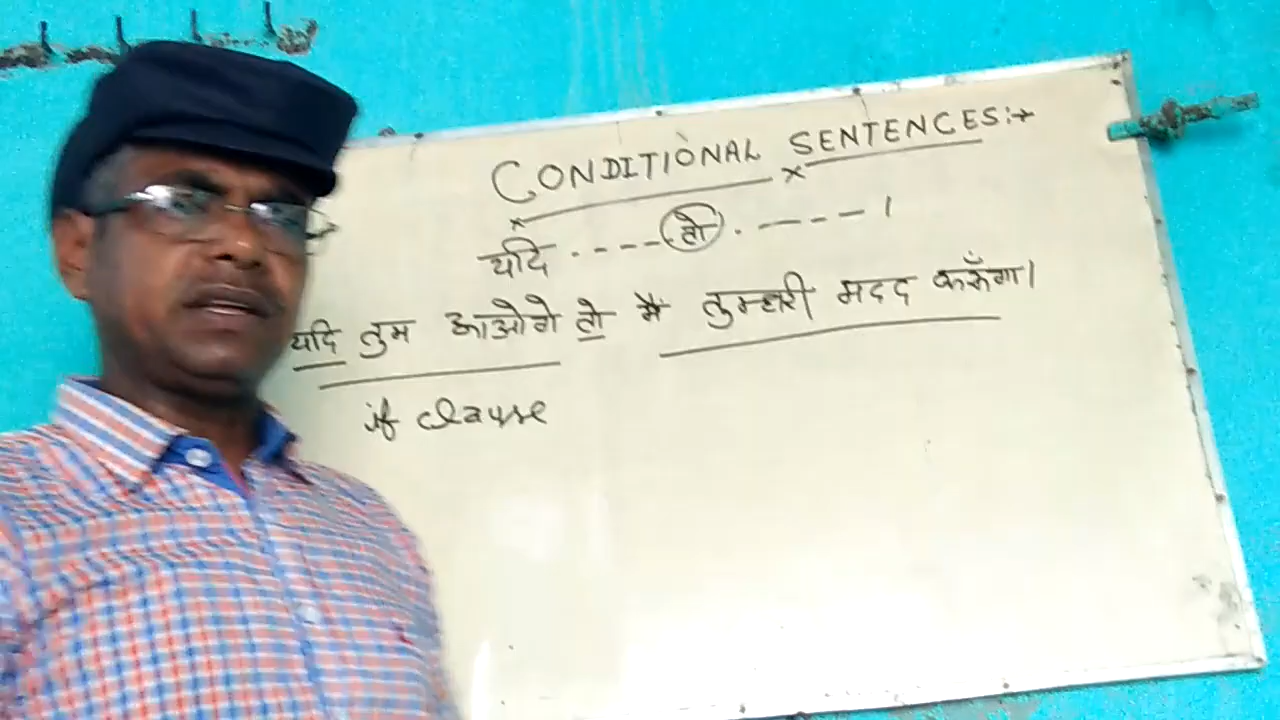 CONDITIONAL SENTENCES:→
यदि ----- तो . ---- ।
यदि तुम आओगे तो मैं तुम्हारी मदद करूँगा।
if clause